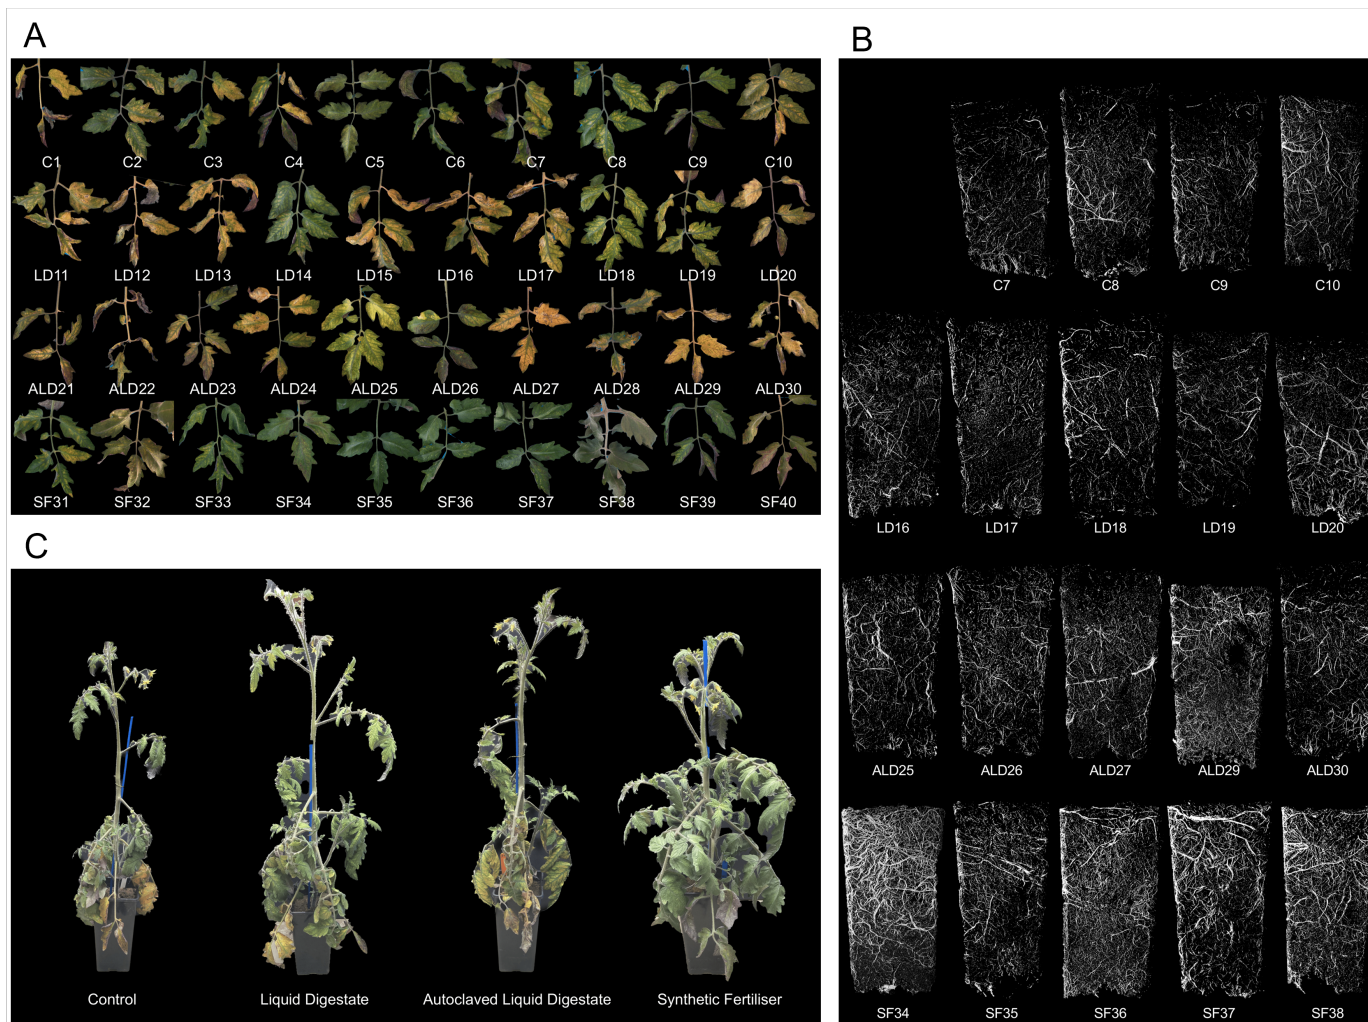 A
C1 C2 C3 C4 C5 C6 C7 C8 C9 C10
LD11 LD12 LD13 LD14 LD15 LD16 LD17 LD18 LD19 LD20
ALD21 ALD22 ALD23 ALD24 ALD25 ALD26 ALD27 ALD28 ALD29 ALD30
SF31 SF32 SF33 SF34 SF35 SF36 SF37 SF38 SF39 SF40
B
C7 C8 C9 C10
LD16 LD17 LD18 LD19 LD20
ALD25 ALD26 ALD27 ALD29 ALD30
SF34 SF35 SF36 SF37 SF38
C
Control Liquid Digestate Autoclaved Liquid Digestate Synthetic Fertiliser